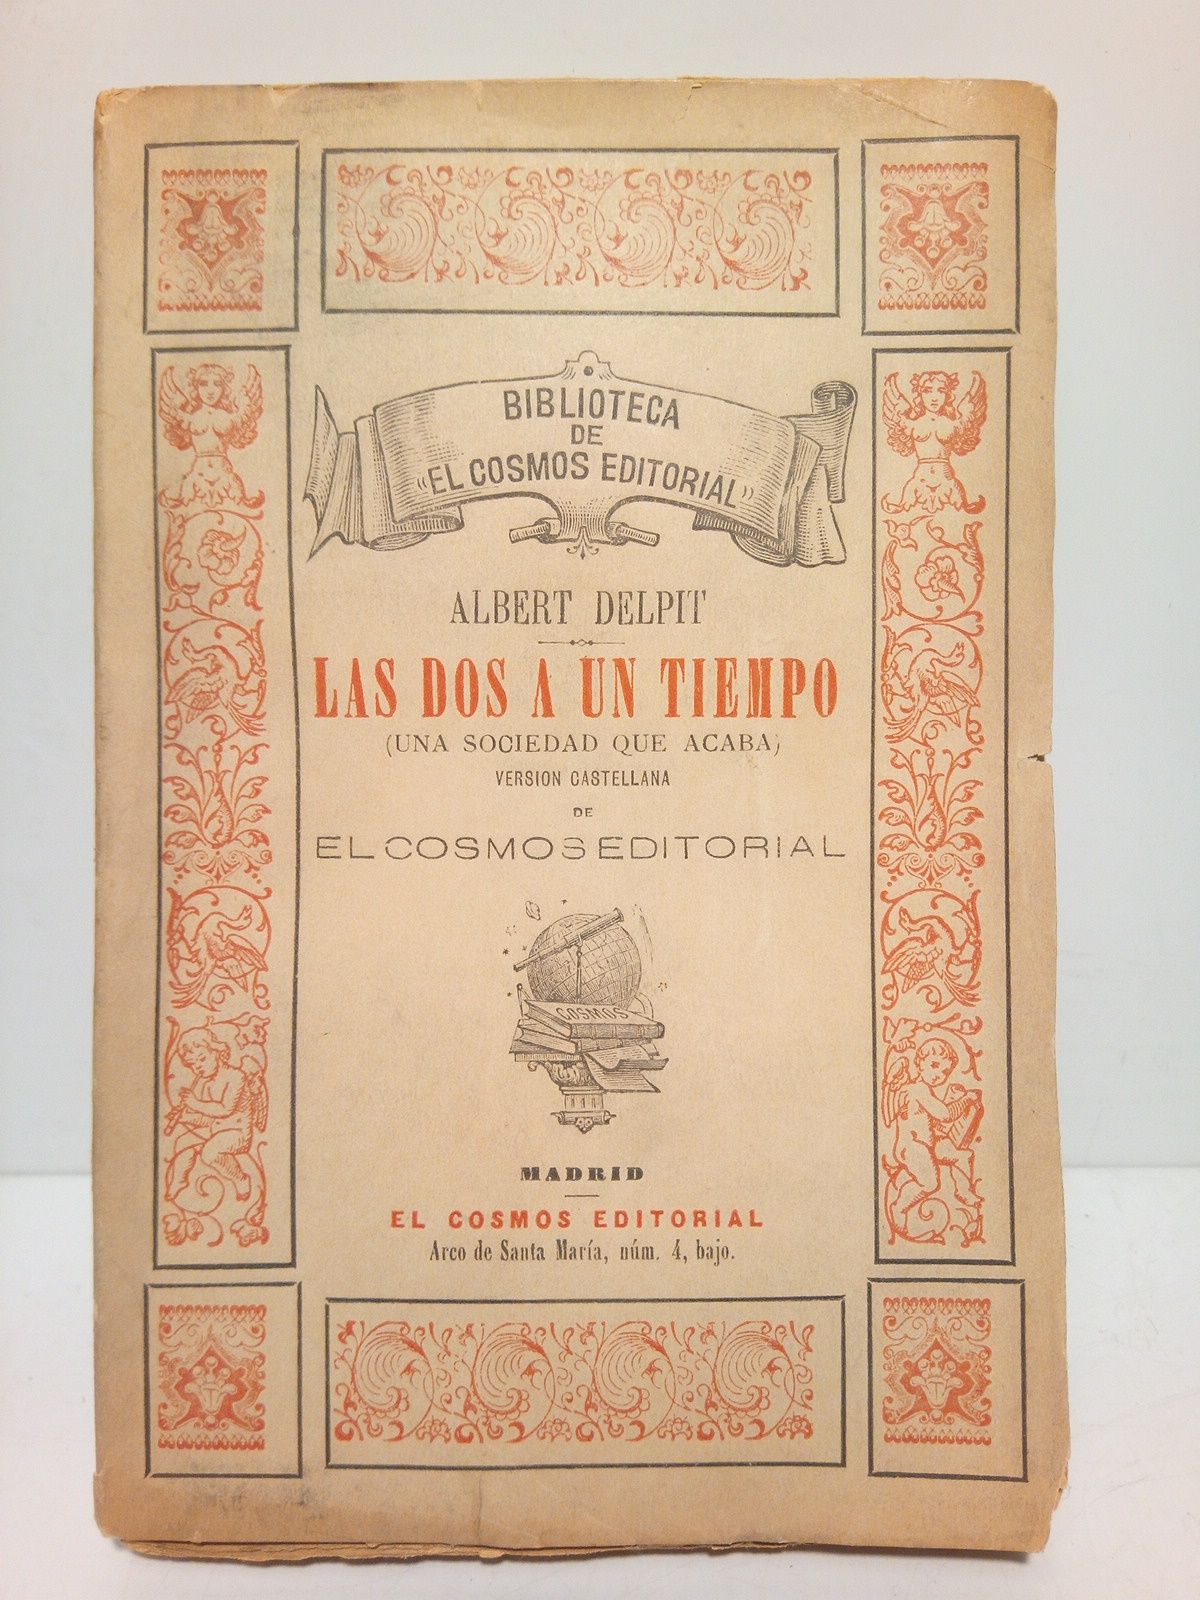 BIBLIOTECA
DE
"EL COSMOS EDITORIAL"
ALBERT DELPIT
LAS DOS A UN TIEMPO
(UNA SOCIEDAD QUE ACABA)
VERSION CASTELLANA
DE
EL COSMOS EDITORIAL
COSMOS
MADRID
EL COSMOS EDITORIAL
Arco de Santa María, núm. 4, bajo.